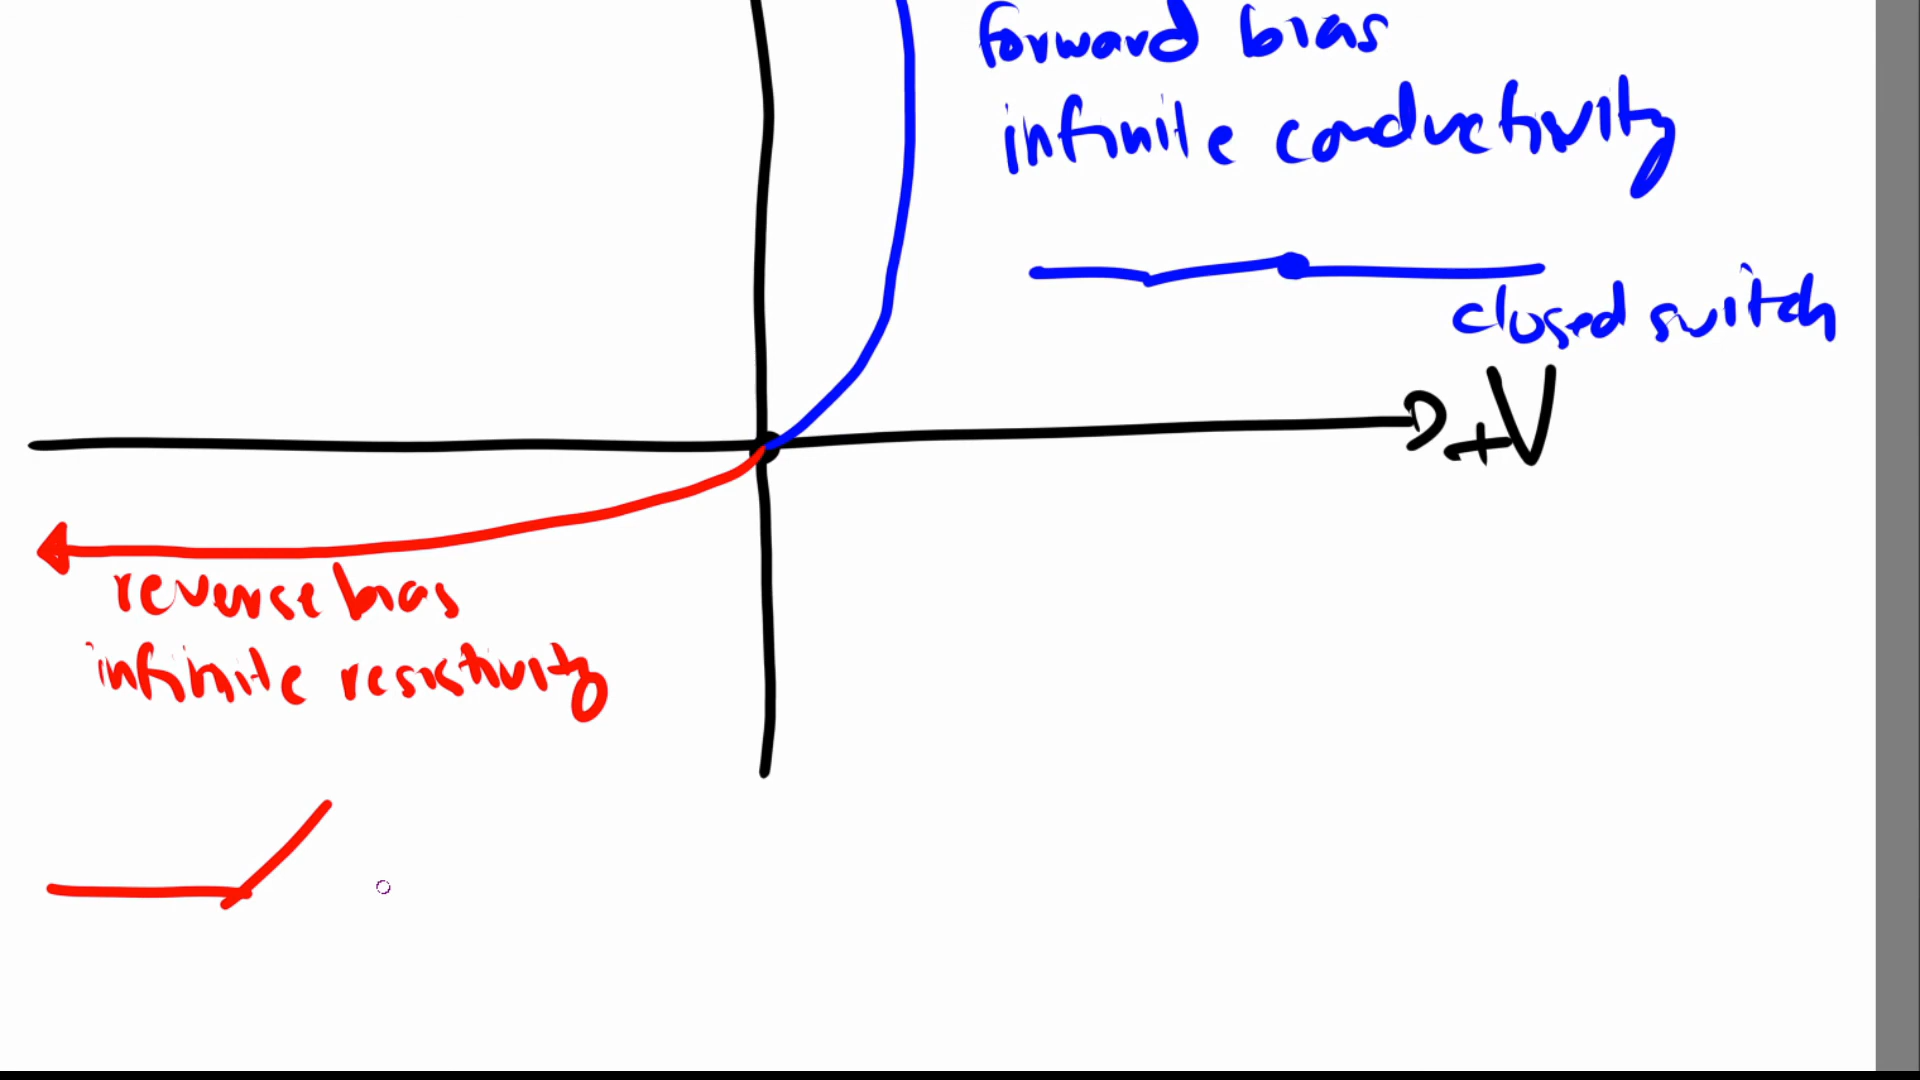 forward bias
infinite conductivity
closed switch
+V
reverse bias
infinite resistivity